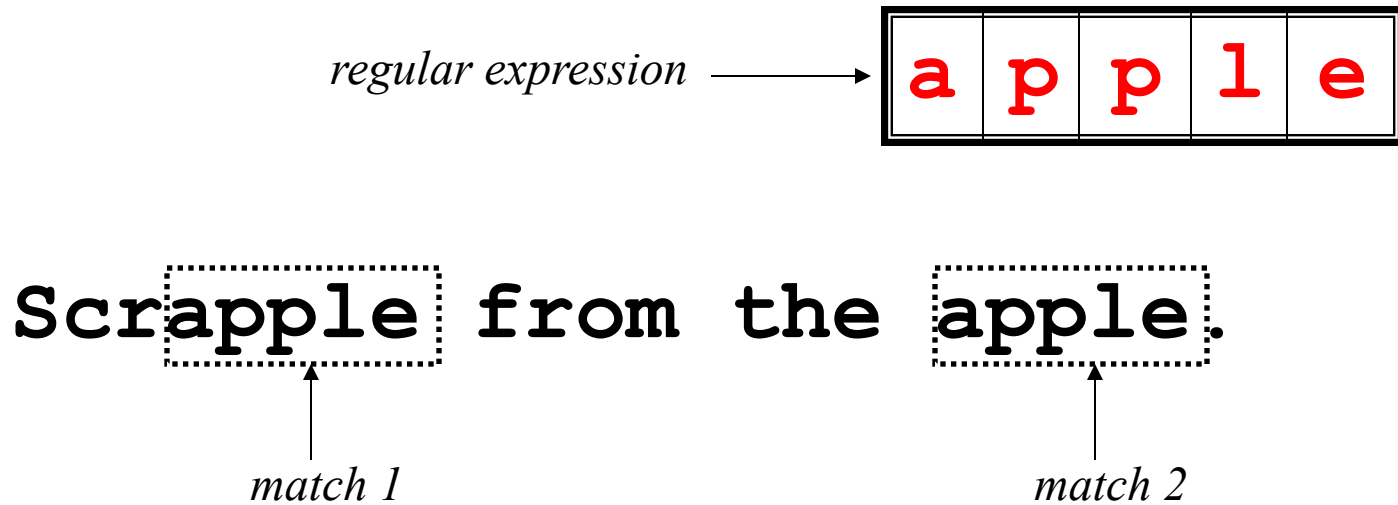 regular expression
a p p l e
Scrapple from the apple.
match 1
match 2